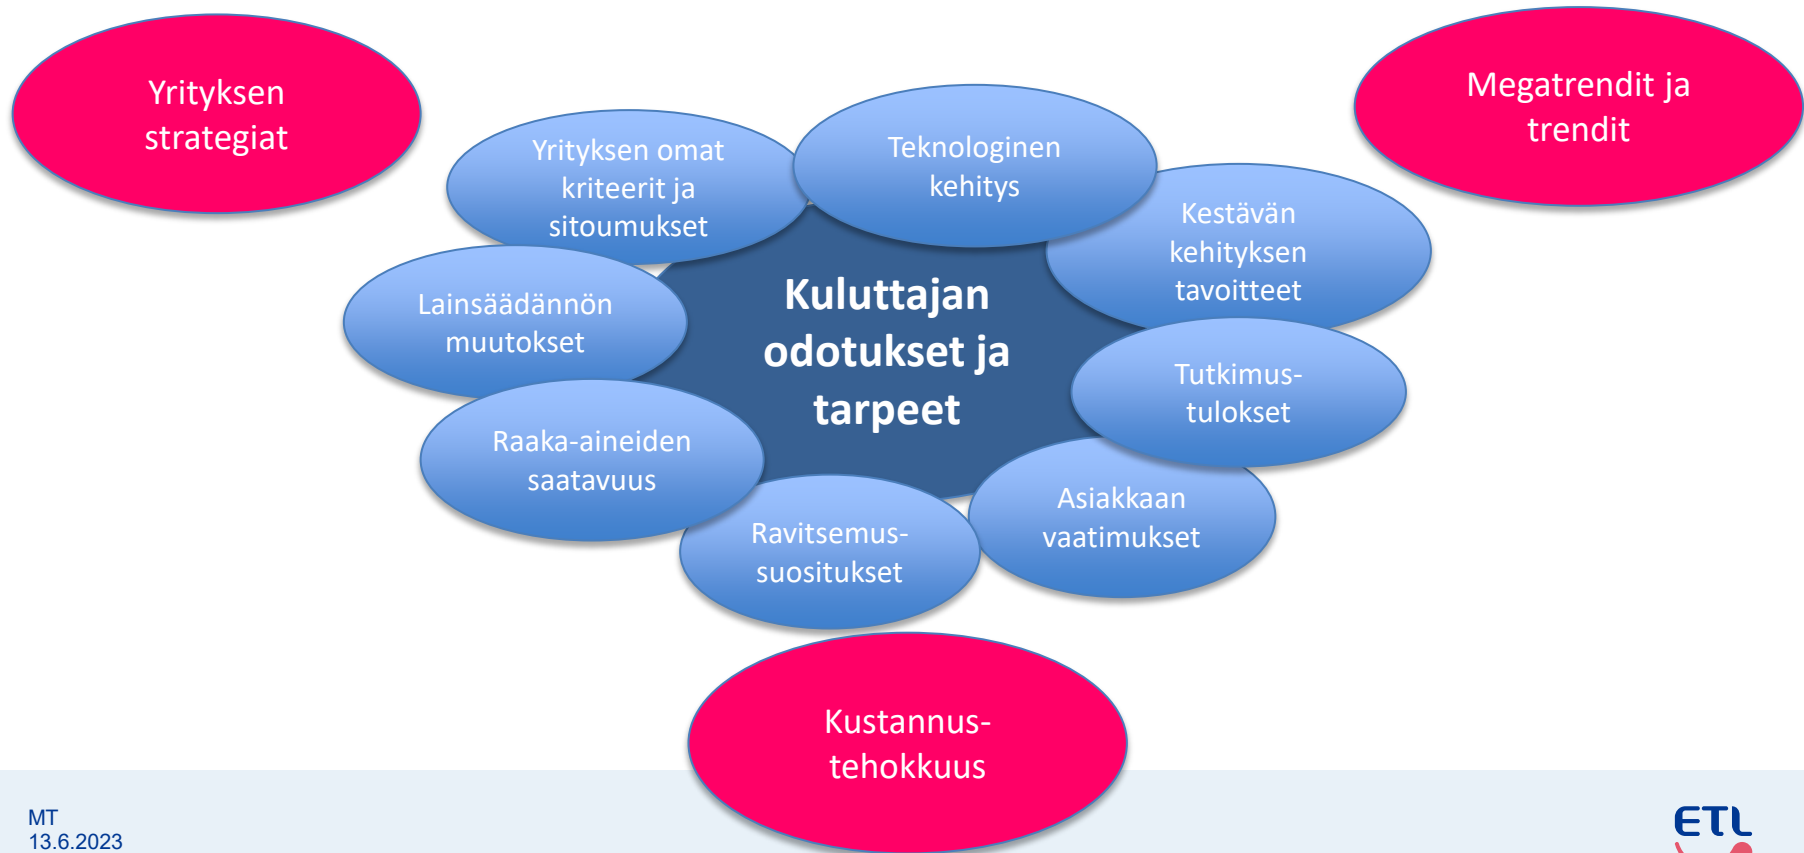 Yrityksen
strategiat
Megatrendit ja
trendit
Yrityksen omat
kriteerit ja
sitoumukset
Teknologinen
kehitys
Kestävän
kehityksen
tavoitteet
Lainsäädännön
muutokset
Kuluttajan
odotukset ja
tarpeet
Tutkimus-
tulokset
Raaka-aineiden
saatavuus
Ravitsemus-
suositukset
Asiakkaan
vaatimukset
Kustannus-
tehokkuus
MT
13.6.2023
ETL